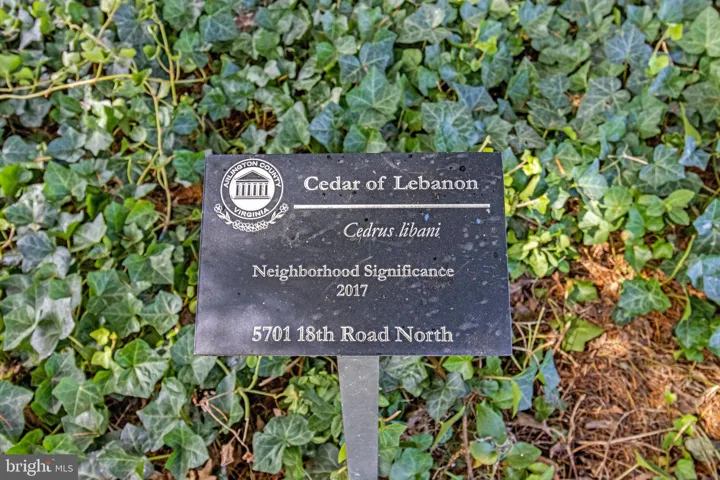 ARLINGTON COUNTY
VIRGINIA
Cedar of Lebanon
Cedrus libani
Neighborhood Significance
2017
5701 18th Road North
bright MLS